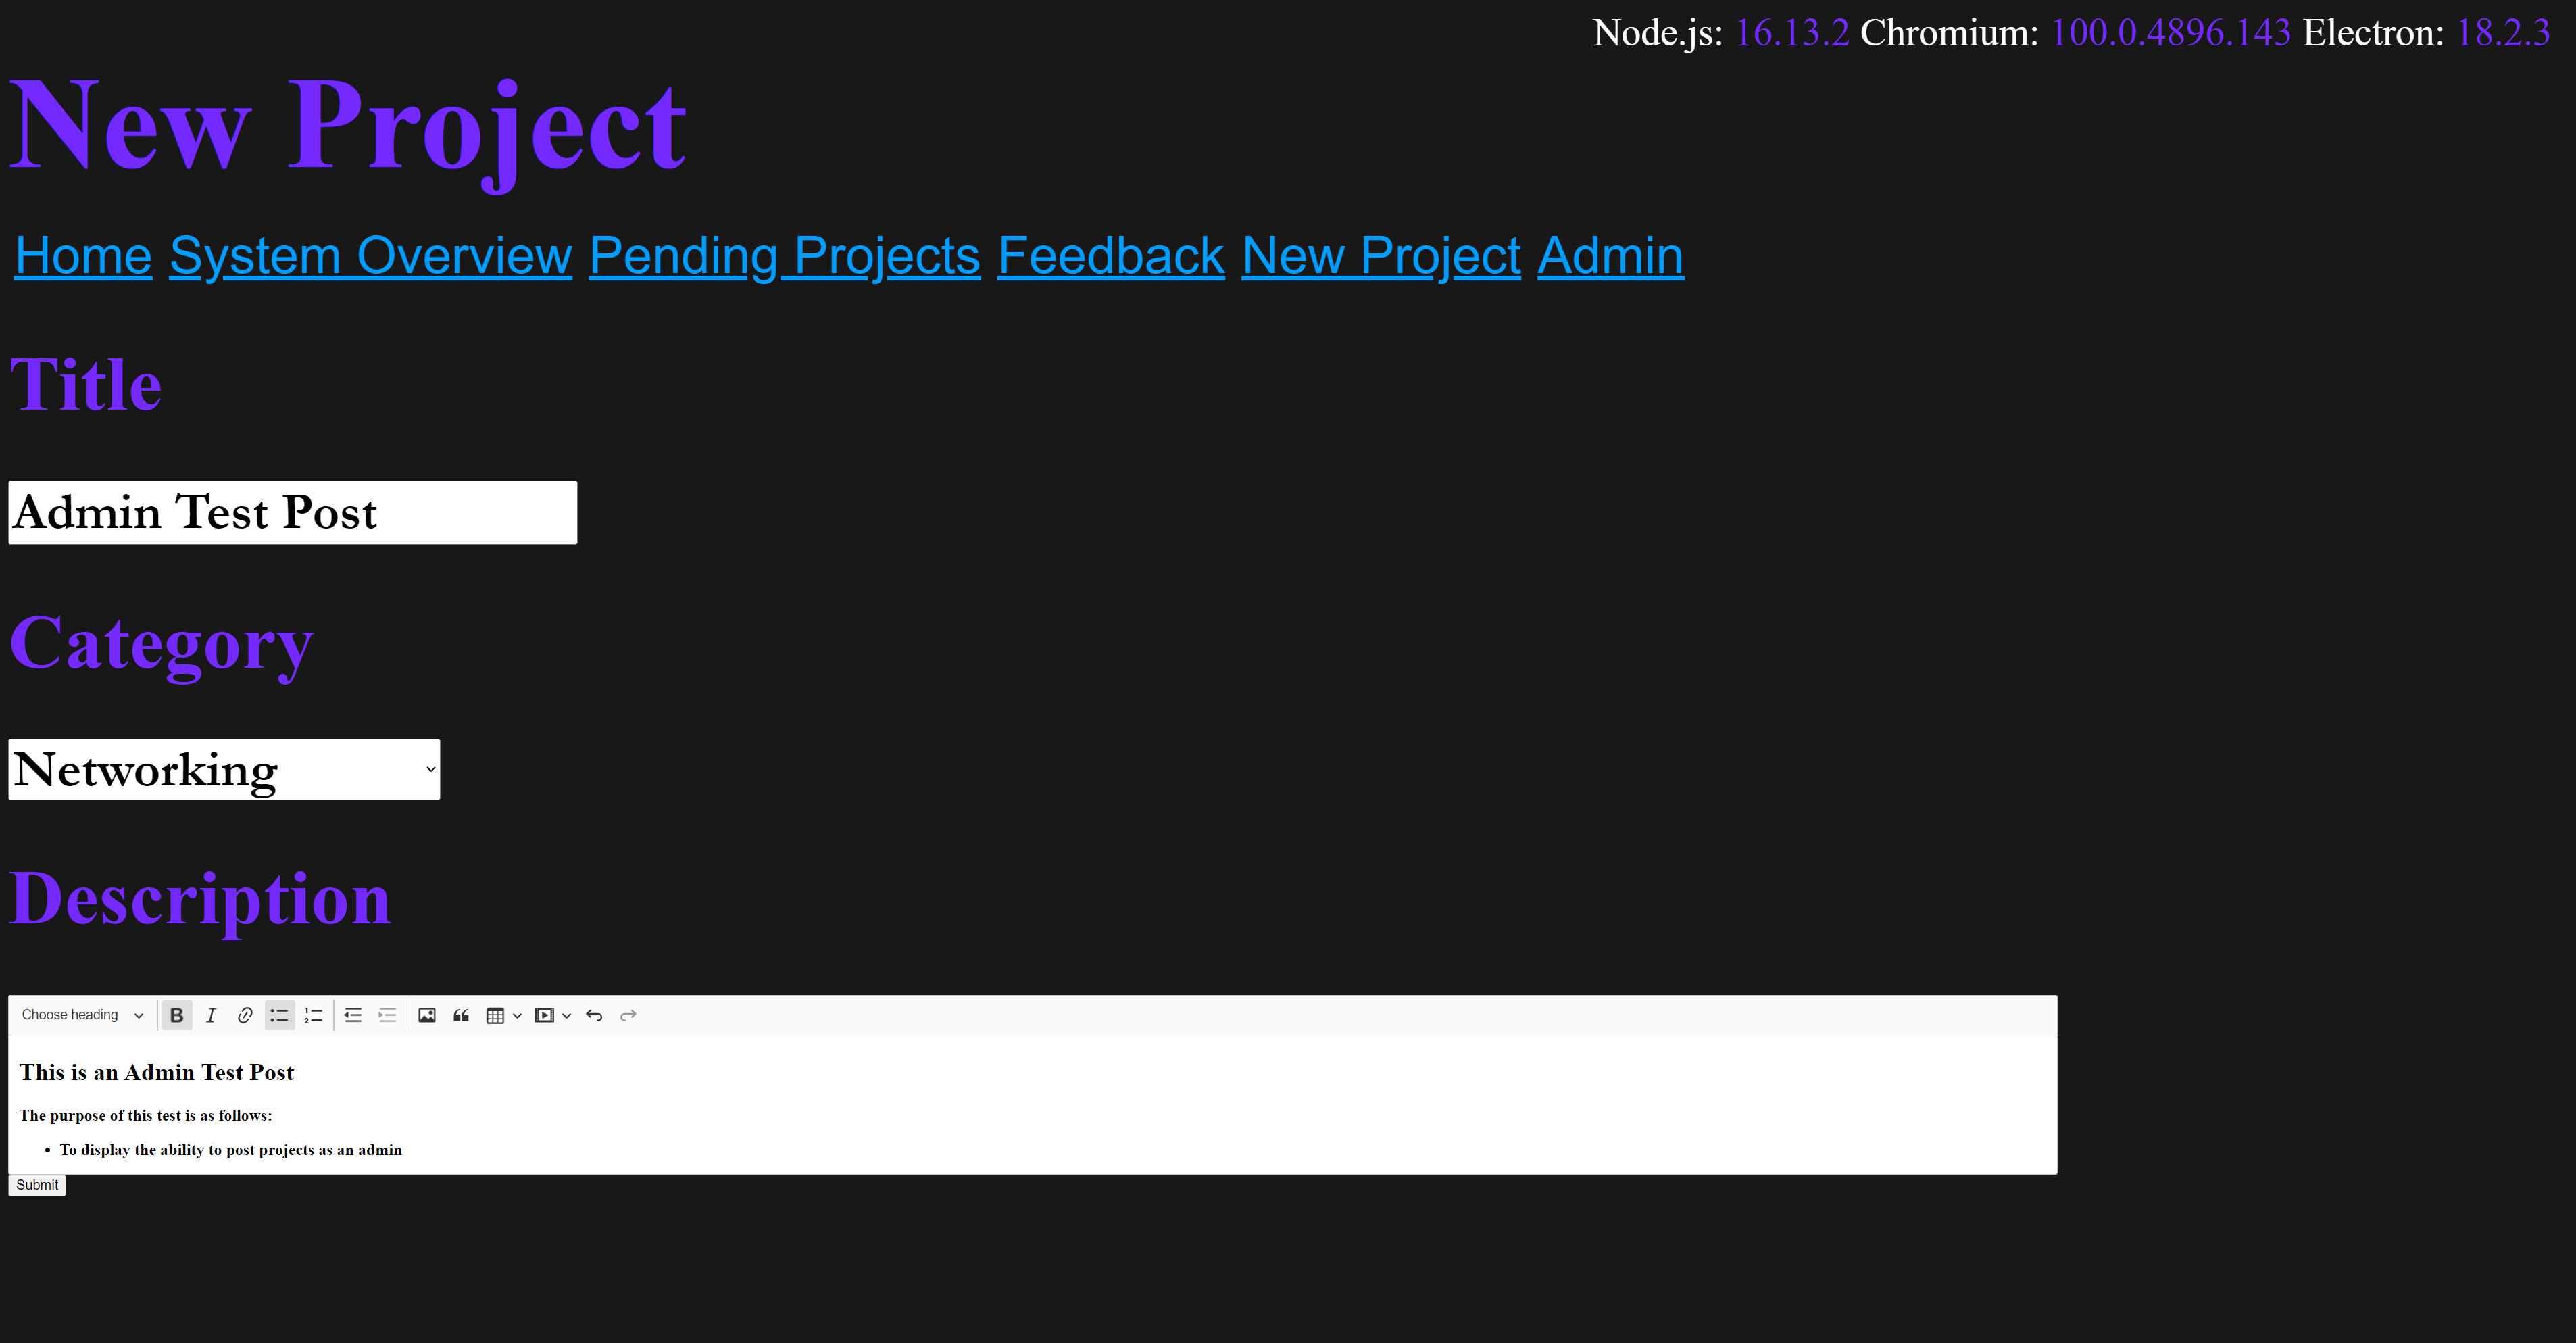 Node.js: 16.13.2 Chromium: 100.0.4896.143 Electron: 18.2.3
New Project
Home System Overview Pending Projects Feedback New Project Admin
Title
Admin Test Post
Category
Networking
Description
Choose heading
This is an Admin Test Post
The purpose of this test is as follows:
• To display the ability to post projects as an admin
Submit